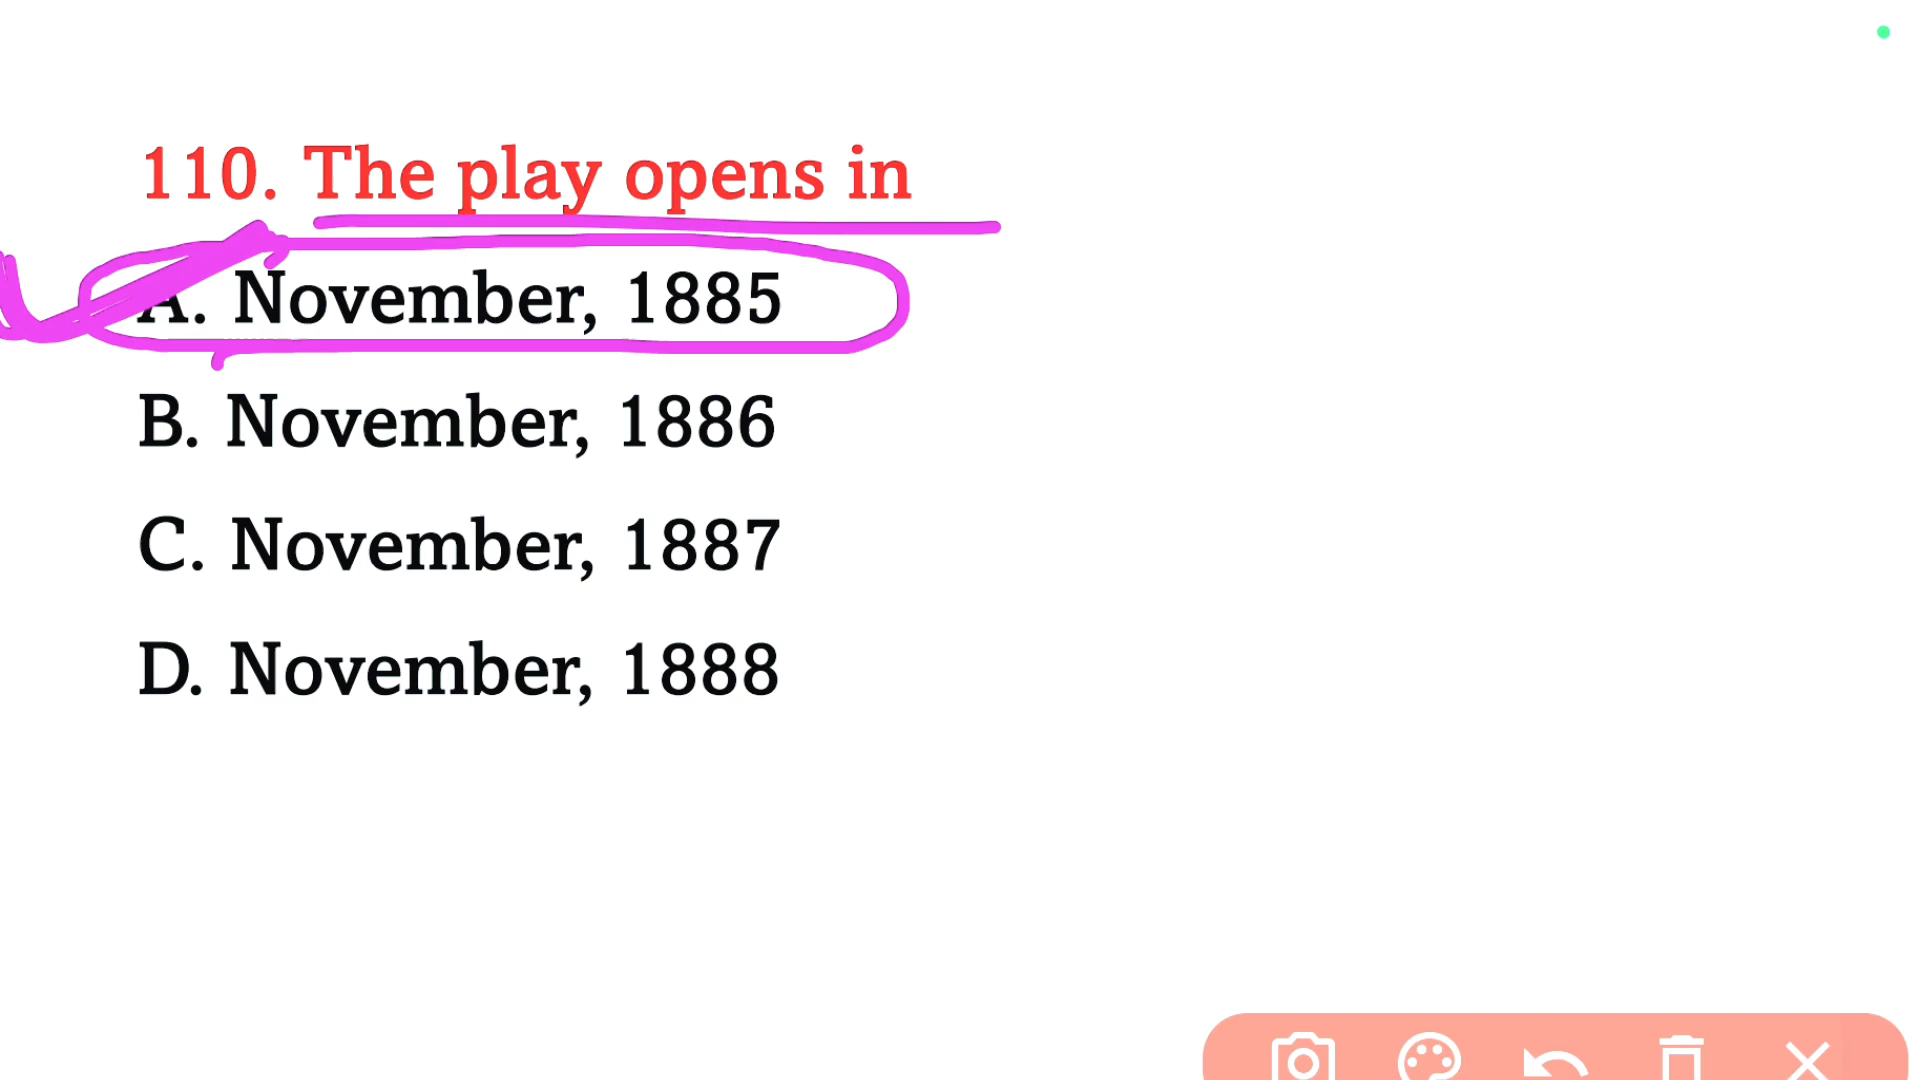 110. The play opens in
A. November, 1885
B. November, 1886
C. November, 1887
D. November, 1888